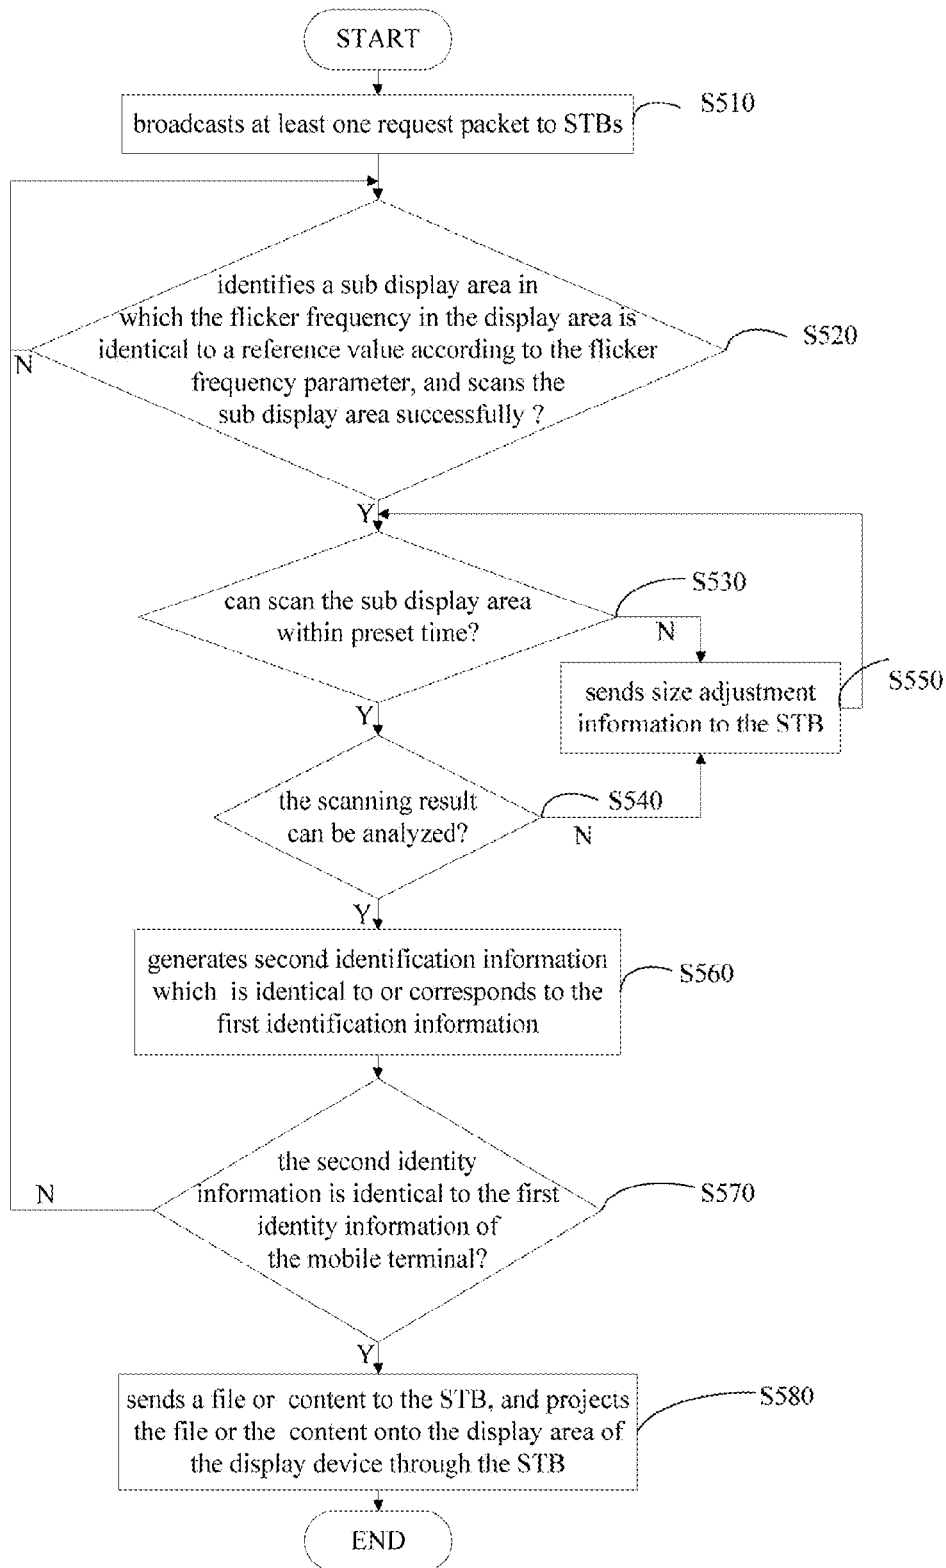 START
broadcasts at least one request packet to STBs
S510
identifies a sub display area in
which the flicker frequency in the display area is
identical to a reference value according to the flicker
frequency parameter, and scans the
sub display area successfully ?
S520
N
Y
can scan the sub display area
within preset time?
S530
N
sends size adjustment
information to the STB
S550
Y
the scanning result
can be analyzed?
S540
N
Y
generates second identification information
which is identical to or corresponds to the
first identification information
S560
the second identity
information is identical to the first
identity information of
the mobile terminal?
S570
N
Y
sends a file or content to the STB, and projects
the file or the content onto the display area of
the display device through the STB
S580
END